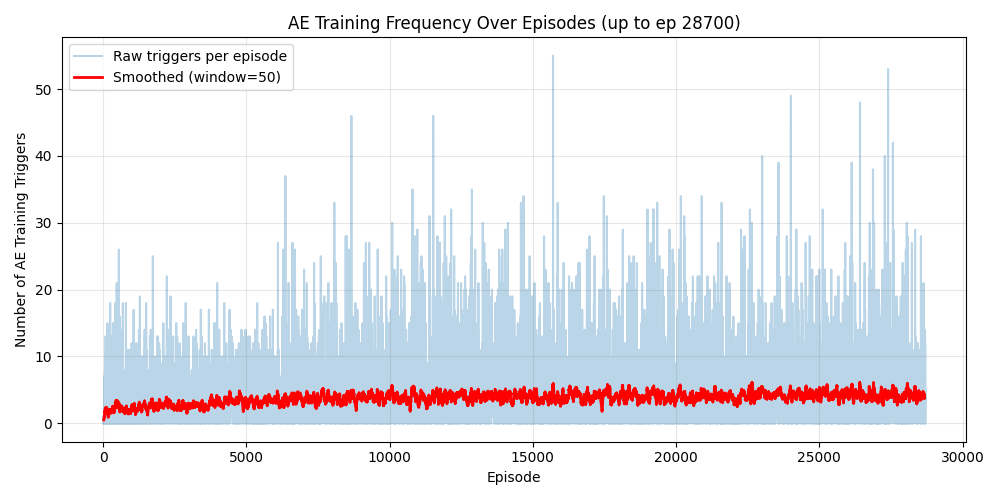 AE Training Frequency Over Episodes (up to ep 28700)
Raw triggers per episode
Smoothed (window=50)
Number of AE Training Triggers
50
40
30
20
10
0
0
5000
10000
15000
20000
25000
30000
Episode